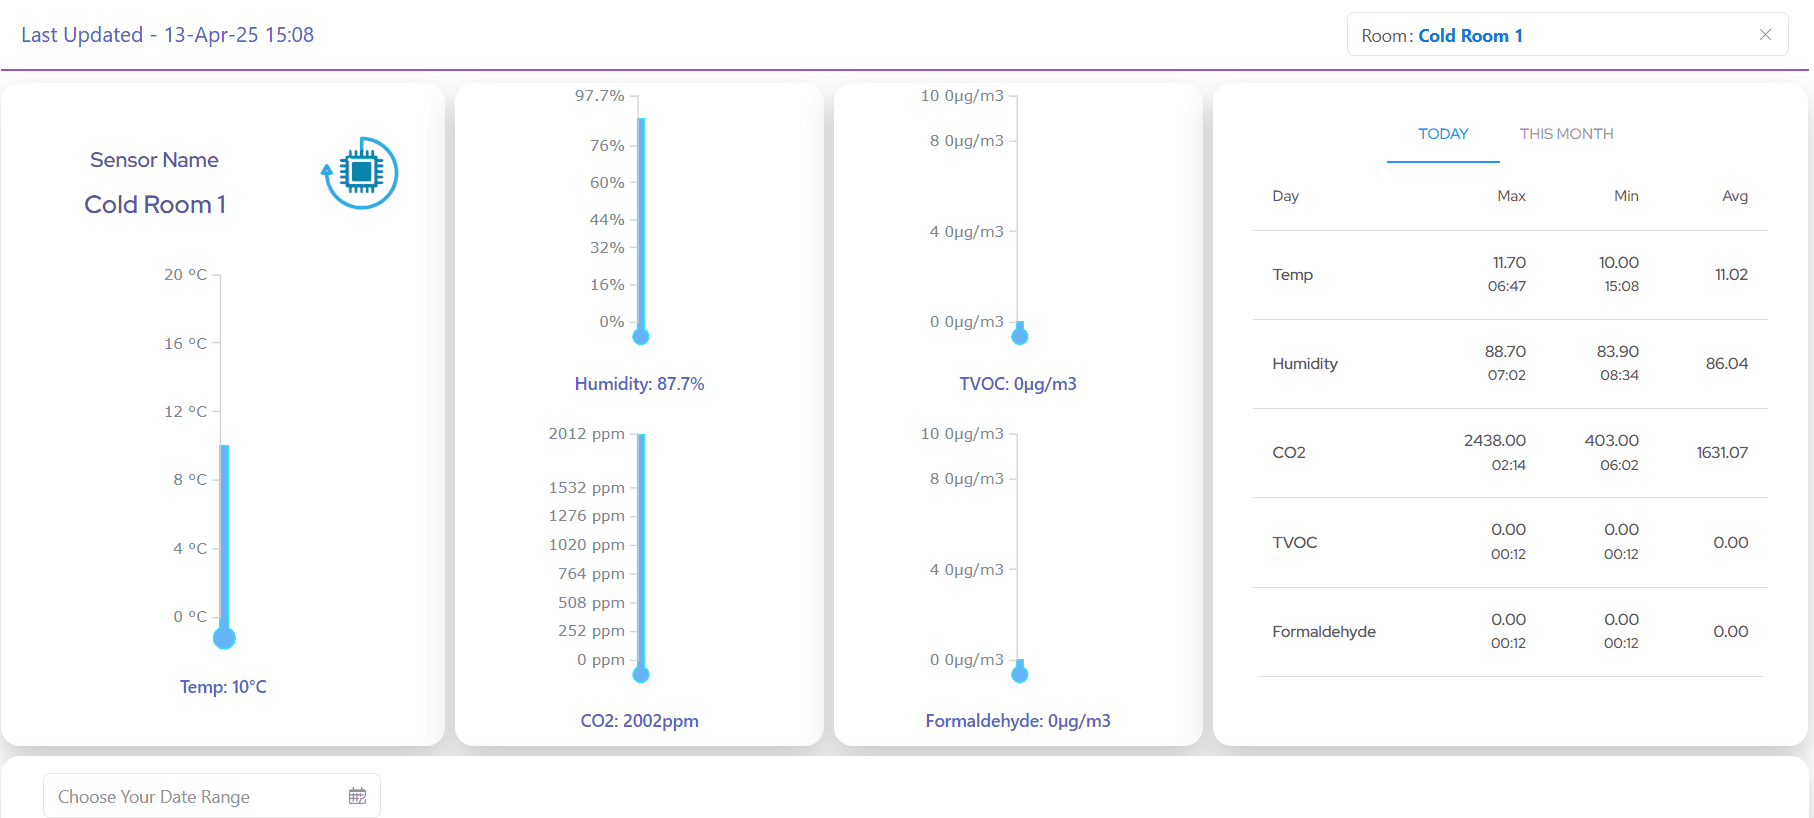 Last Updated - 13-Apr-25 15:08
Room: Cold Room 1
Sensor Name
Cold Room 1
20 °C
16 °C
12 °C
8 °C
4 °C
0 °C
Temp: 10°C
97.7%
76%
60%
44%
32%
16%
0%
Humidity: 87.7%
2012 ppm
1532 ppm
1276 ppm
1020 ppm
764 ppm
508 ppm
252 ppm
0 ppm
CO2: 2002ppm
10 0µg/m3
8 0µg/m3
4 0µg/m3
0 0µg/m3
TVOC: 0µg/m3
10 0µg/m3
8 0µg/m3
4 0µg/m3
0 0µg/m3
Formaldehyde: 0µg/m3
TODAY THIS MONTH
Day Max Min Avg
Temp 11.70 10.00 11.02
06:47 15:08
Humidity 88.70 83.90 86.04
07:02 08:34
CO2 2438.00 403.00 1631.07
02:14 06:02
TVOC 0.00 0.00 0.00
00:12 00:12
Formaldehyde 0.00 0.00 0.00
00:12 00:12
Choose Your Date Range